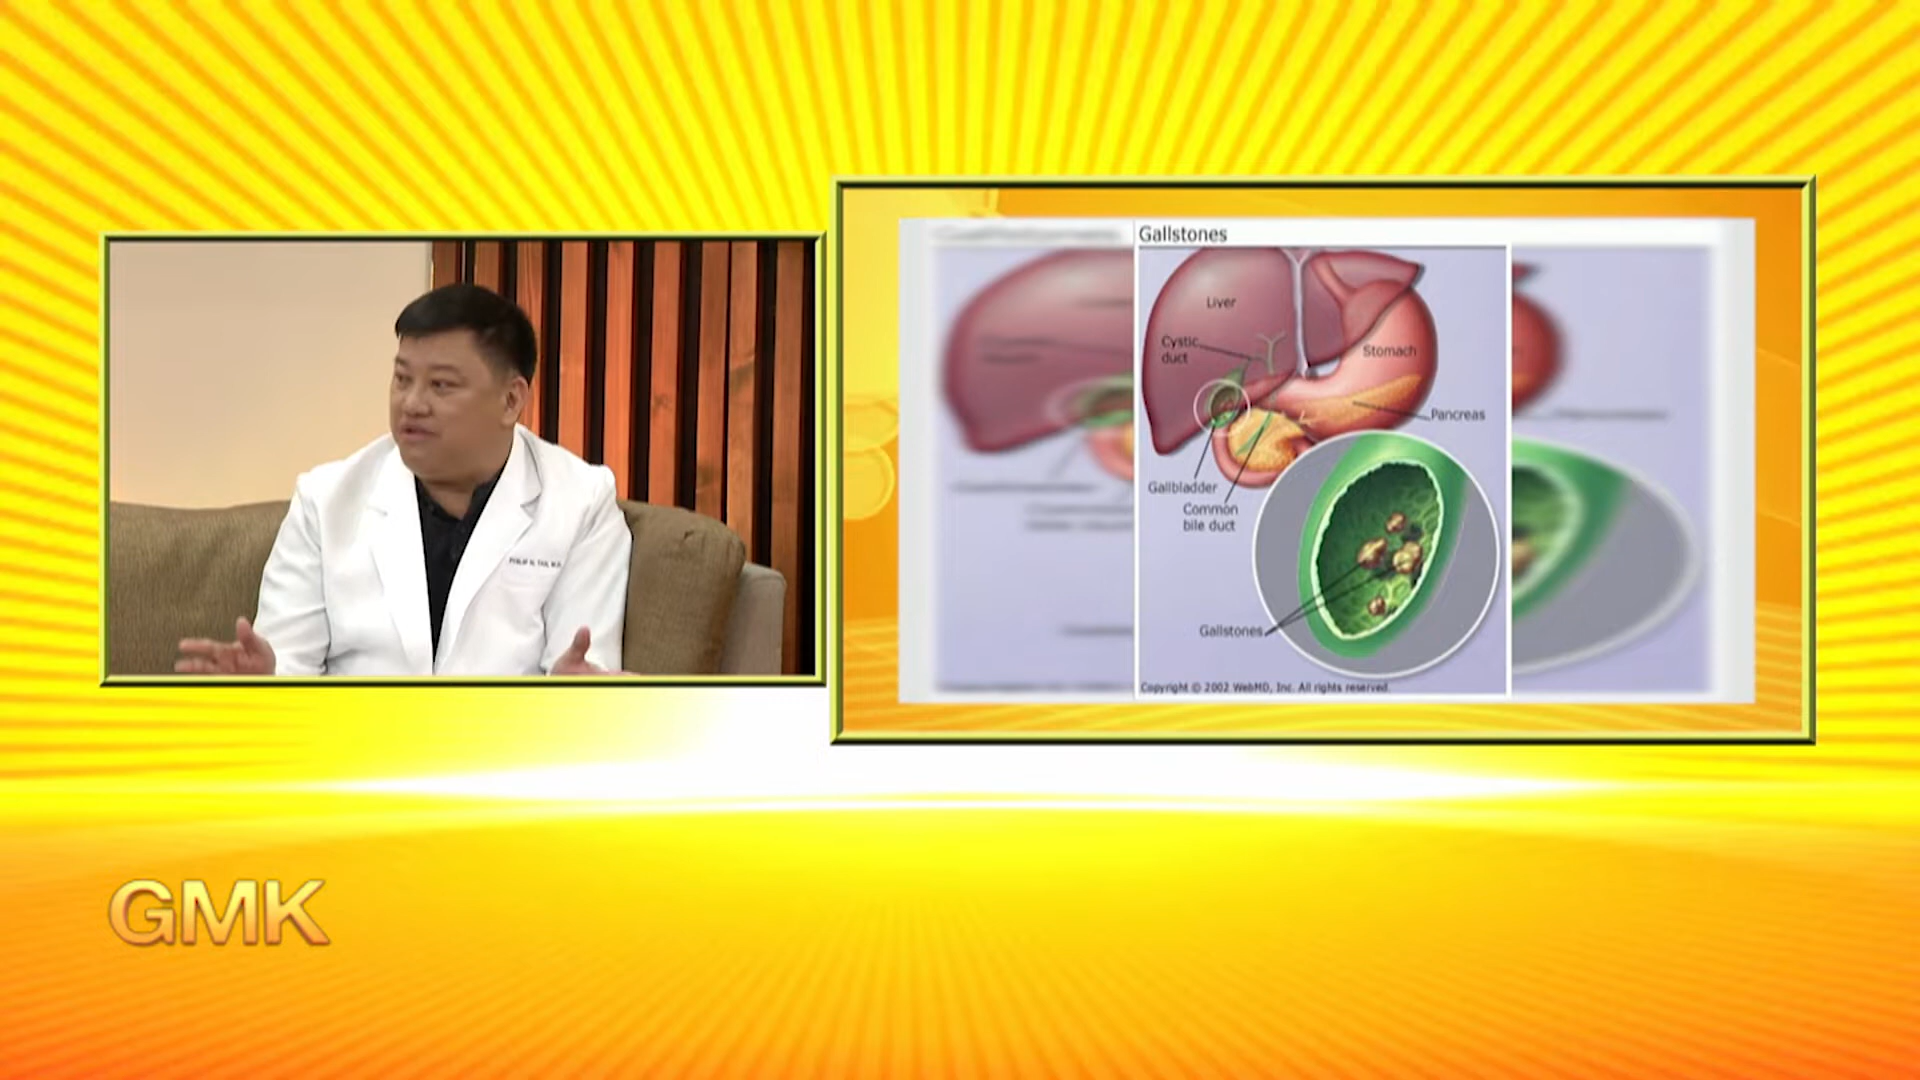 Gallstones
Liver
Cystic
duct
Stomach
Pancreas
Gallbladder
Common
bile duct
Gallstones
Copyright © 2002 WebMD, Inc. All rights reserved.
GMK